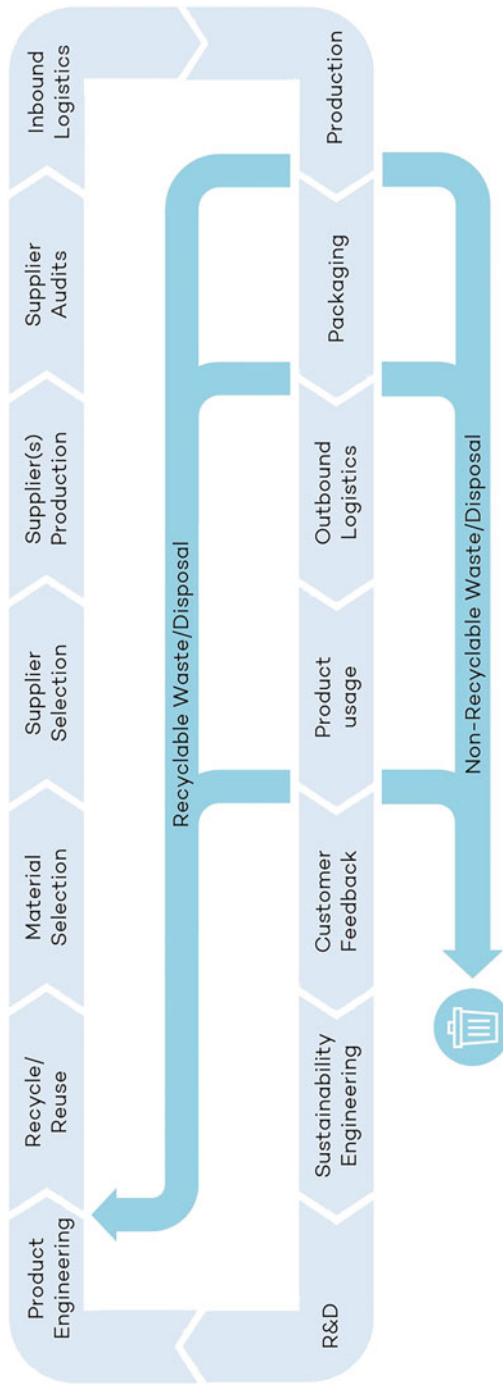 Product
Engineering
Recycle/
Reuse
Material
Selection
Supplier
Selection
Supplier(s)
Production
Supplier
Audits
Inbound
Logistics
Recyclable Waste/Disposal
R&D
Sustainability
Engineering
Customer
Feedback
Product
usage
Outbound
Logistics
Packaging
Production
Non-Recyclable Waste/Disposal